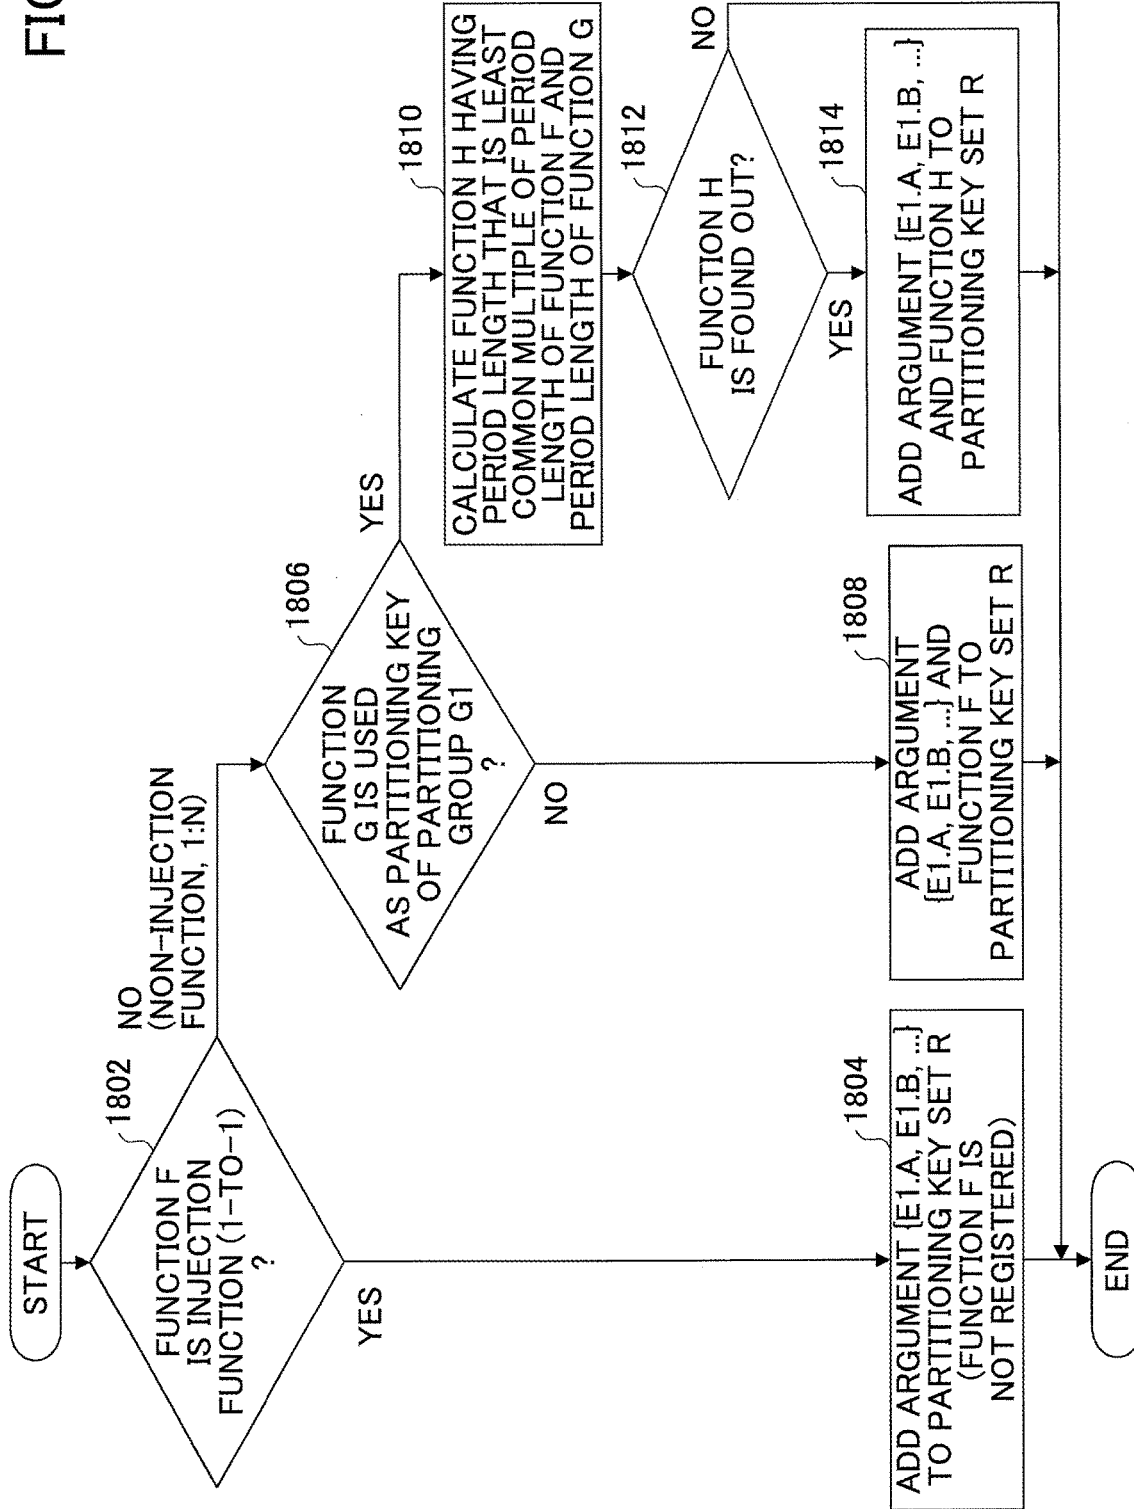 FIG
START
1802
FUNCTION F
IS INJECTION
FUNCTION (1-TO-1)
?
NO
(NON-INJECTION
FUNCTION, 1:N)
YES
1804
ADD ARGUMENT {E1.A, E1.B, ...}
TO PARTITIONING KEY SET R
(FUNCTION F IS
NOT REGISTERED)
1806
FUNCTION
G IS USED
AS PARTITIONING KEY
OF PARTITIONING
GROUP G1
?
YES
NO
1808
ADD ARGUMENT
{E1.A, E1.B, ...} AND
FUNCTION F TO
PARTITIONING KEY SET R
1810
CALCULATE FUNCTION H HAVING
PERIOD LENGTH THAT IS LEAST
COMMON MULTIPLE OF PERIOD
LENGTH OF FUNCTION F AND
PERIOD LENGTH OF FUNCTION G
1812
FUNCTION H
IS FOUND OUT?
NO
YES
1814
ADD ARGUMENT {E1.A, E1.B, ...}
AND FUNCTION H TO
PARTITIONING KEY SET R
END